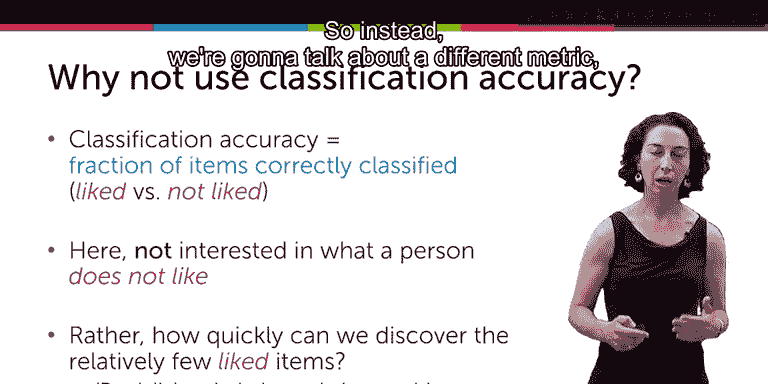 So instead,
we're gonna talk about a different metric,
Why not use classification accuracy?
• Classification accuracy =
fraction of items correctly classified
(liked vs. not liked)
• Here, not interested in what a person
does not like
• Rather, how quickly can we discover the
relatively few liked items?